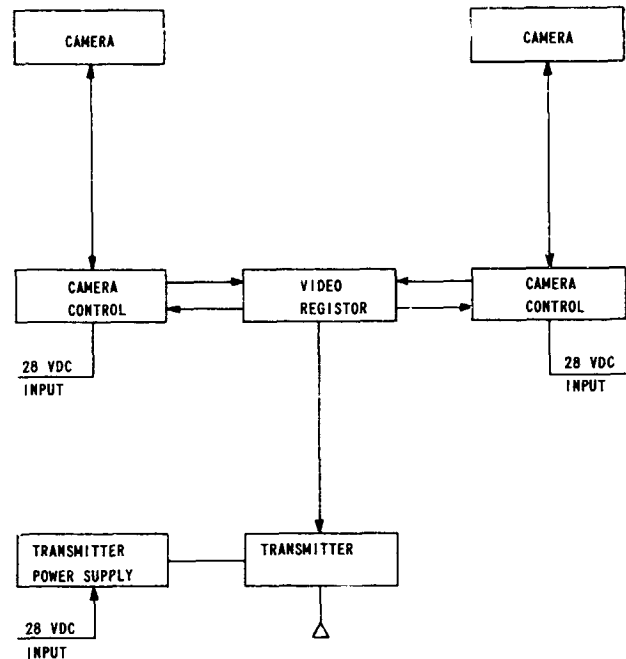 CAMERA
CAMERA
CAMERA
CONTROL
VIDEO
REGISTOR
CAMERA
CONTROL
28 VDC
INPUT
28 VDC
INPUT
TRANSMITTER
POWER SUPPLY
TRANSMITTER
28 VDC
INPUT